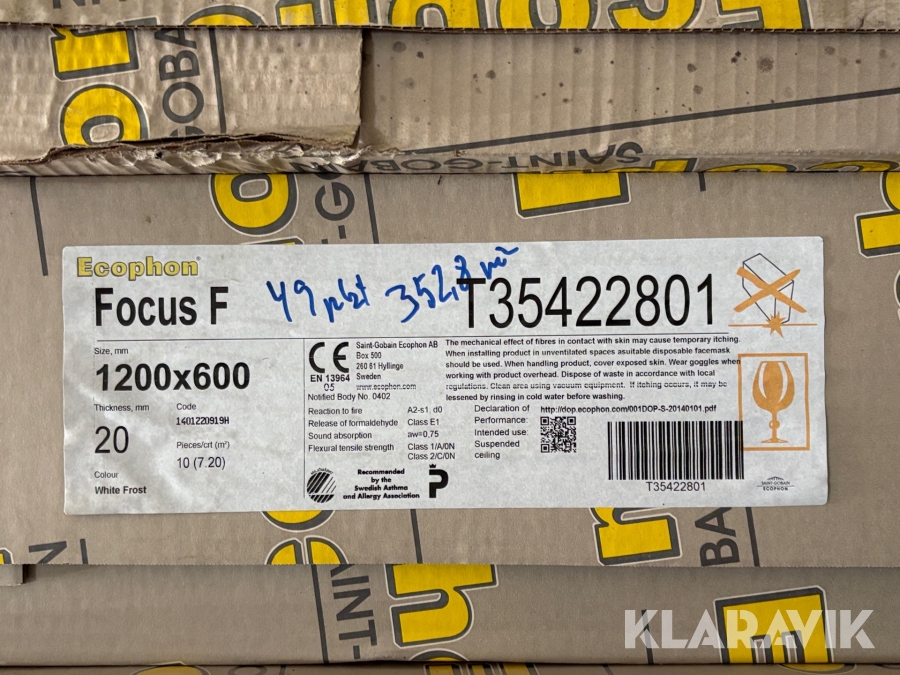 SAINT-GOBAIN
Ecophon
Focus F
49 pkt 352,8 m²
T35422801
Size, mm
1200x600
Thickness, mm
20
Code
1401220919H
Pieces/crt (m²)
10 (7.20)
Colour
White Frost
CE
EN 13964
05
Saint-Gobain Ecophon AB
Box 500
260 61 Hyllinge
Sweden
www.ecophon.com
Notified Body No 0402
Reaction to fire A2-s1, d0
Release of formaldehyde Class E1
Sound absorption aw=0,75
Flexural tensile strength Class 1/A/0N
Class 2/C/0N
Recommended
by the
Swedish Asthma
and Allergy Association
The mechanical effect of fibres in contact with skin may cause temporary itching.
When installing product in unventilated spaces asuitable disposable facemask
should be used. When handling product, cover exposed skin. Wear goggles when
working with product overhead. Dispose of waste in accordance with local
regulations. Clean area using vacuum equipment. If itching occurs, it may be
lessened by rinsing in cold water before washing.
Declaration of
Performance:
http://dop.ecophon.com/001DOP-S-20140101.pdf
Intended use:
Suspended
ceiling
T35422801
SAINT-GOBAIN
ECOPHON
KLARAVIK